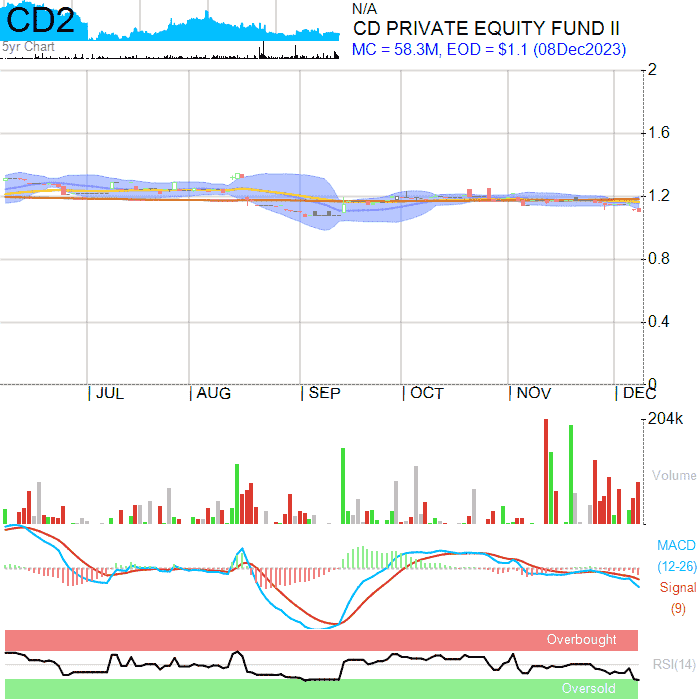 CD2
N/A
CD PRIVATE EQUITY FUND II
5yr Chart
MC = 58.3M, EOD = $1.1 (08Dec2023)
2
1.6
1.2
0.8
0.4
0
JUL AUG SEP OCT NOV DEC
204k
Volume
MACD
(12-26)
Signal
(9)
Overbought
RSI(14)
Oversold